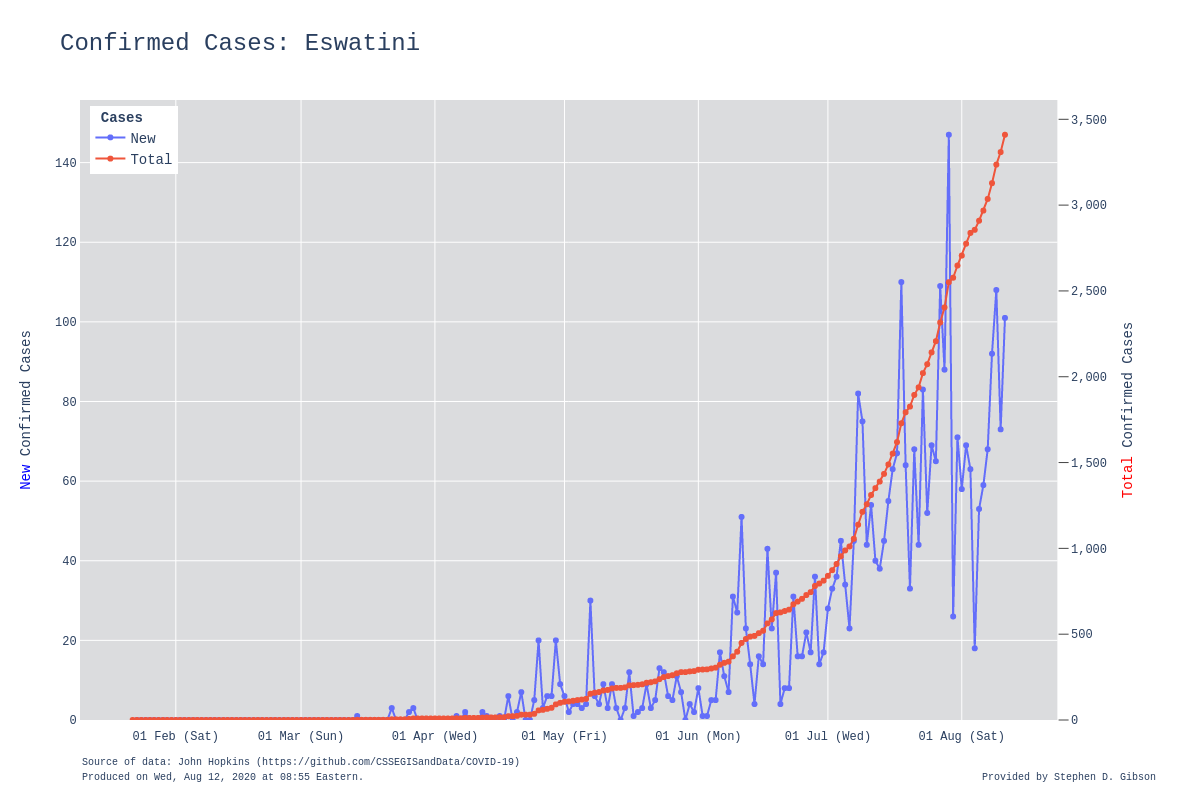 Confirmed Cases: Eswatini
Cases
New
Total
140
120
100
80
60
40
20
0
3,500
3,000
2,500
2,000
1,500
1,000
500
0
New Confirmed Cases
Total Confirmed Cases
01 Feb (Sat)
01 Mar (Sun)
01 Apr (Wed)
01 May (Fri)
01 Jun (Mon)
01 Jul (Wed)
01 Aug (Sat)
Source of data: John Hopkins (https://github.com/CSSEGISandData/COVID-19)
Produced on Wed, Aug 12, 2020 at 08:55 Eastern.
Provided by Stephen D. Gibson